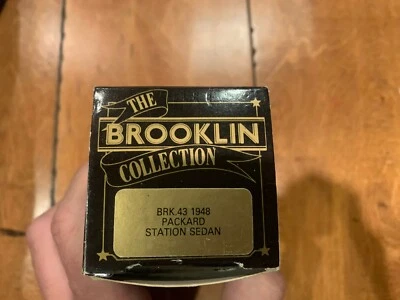 THE
BROOKLIN
COLLECTION
BRK.43 1948
PACKARD
STATION SEDAN